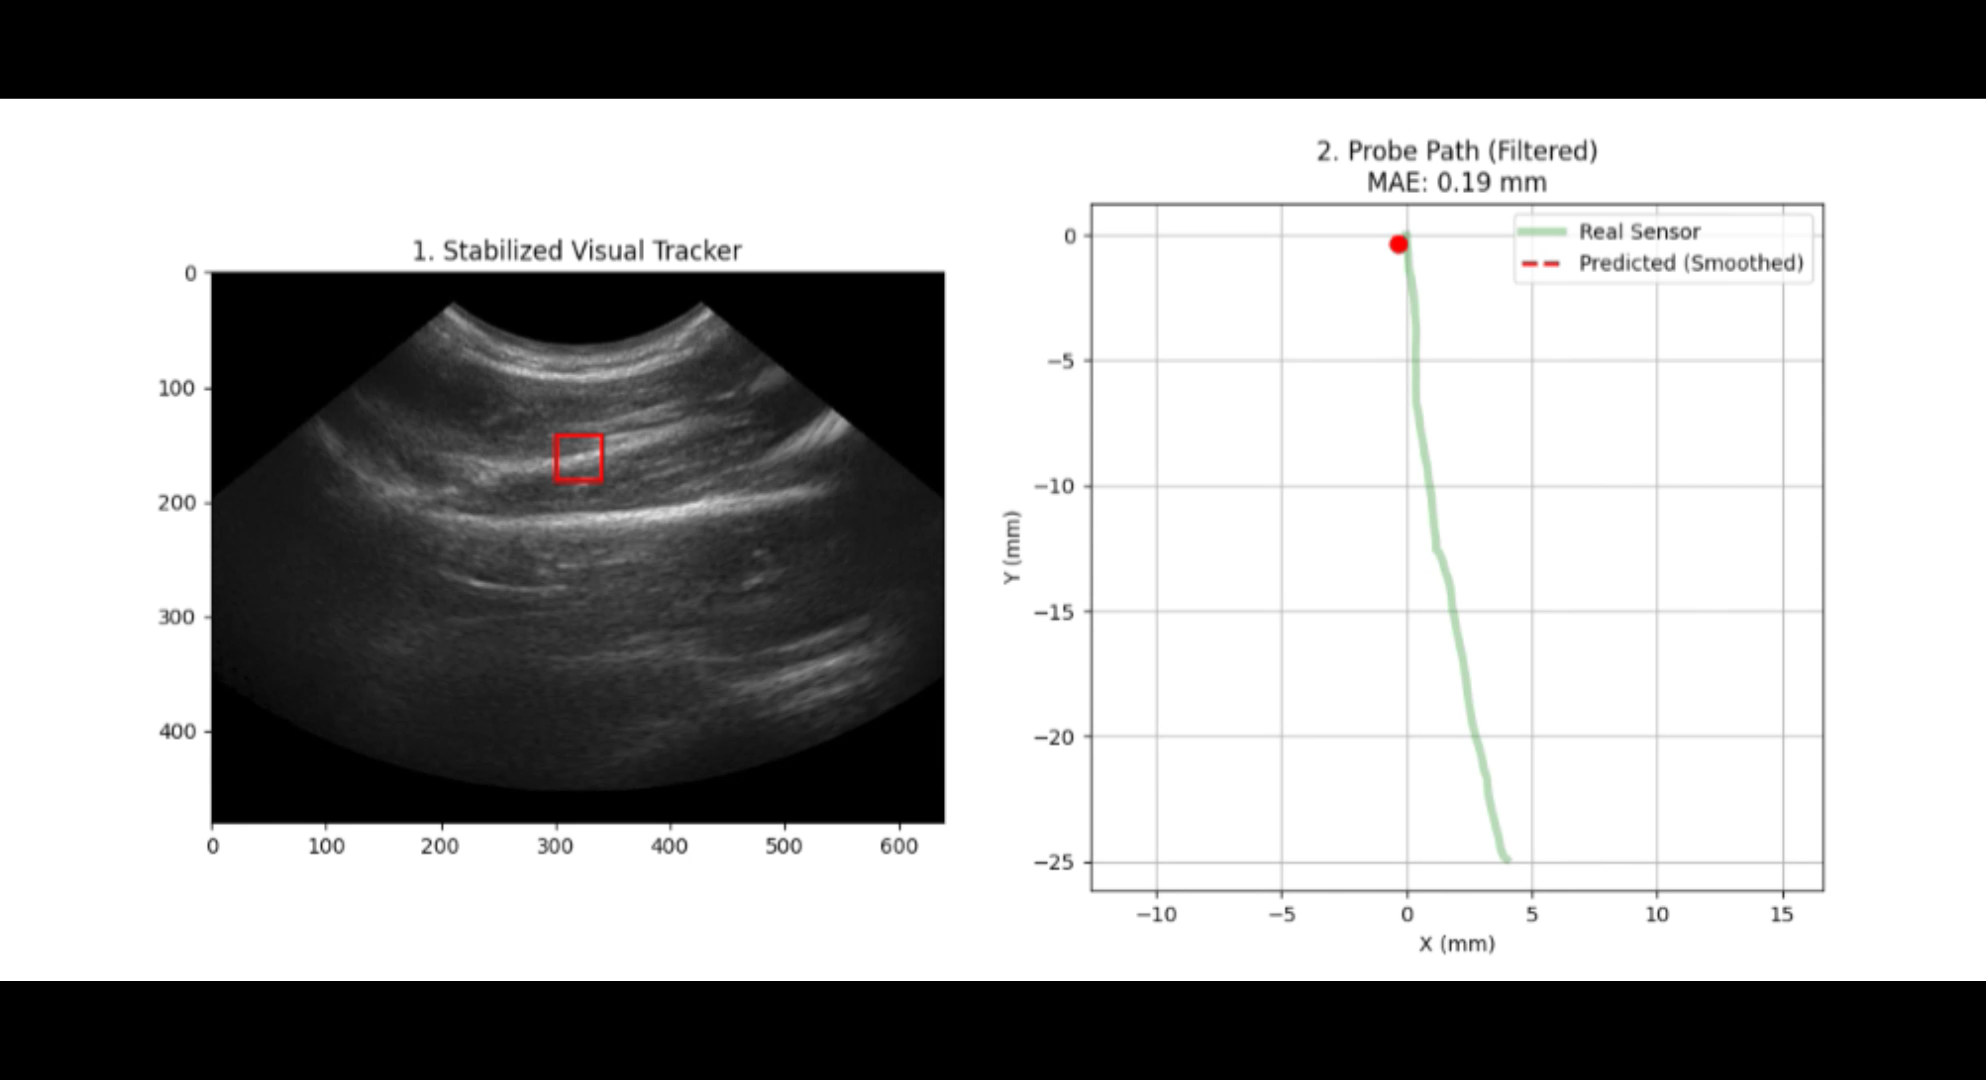 1. Stabilized Visual Tracker
0
100
200
300
400
0 100 200 300 400 500 600
2. Probe Path (Filtered)
MAE: 0.19 mm
Real Sensor
Predicted (Smoothed)
0
−5
−10
−15
−20
−25
Y (mm)
−10 −5 0 5 10 15
X (mm)